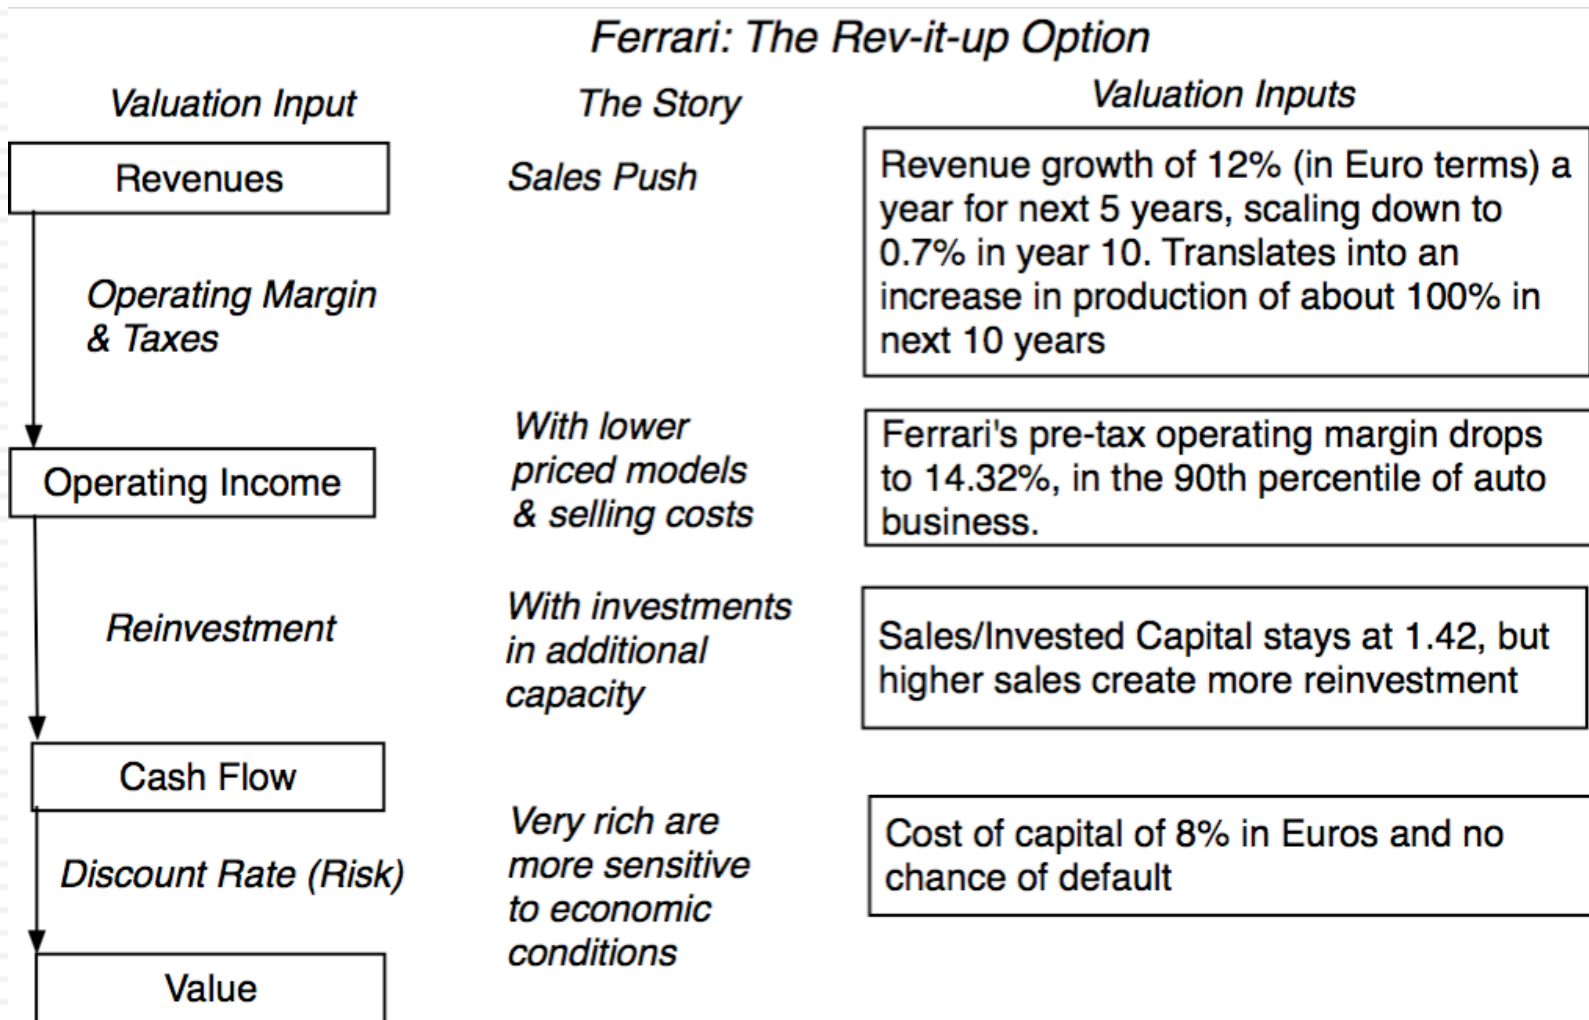 Ferrari: The Rev-it-up Option
Valuation Input
The Story
Valuation Inputs
Revenues
Sales Push
Revenue growth of 12% (in Euro terms) a
year for next 5 years, scaling down to
0.7% in year 10. Translates into an
increase in production of about 100% in
next 10 years
Operating Margin
& Taxes
Operating Income
With lower
priced models
& selling costs
Ferrari's pre-tax operating margin drops
to 14.32%, in the 90th percentile of auto
business.
Reinvestment
With investments
in additional
capacity
Sales/Invested Capital stays at 1.42, but
higher sales create more reinvestment
Cash Flow
Discount Rate (Risk)
Very rich are
more sensitive
to economic
conditions
Cost of capital of 8% in Euros and no
chance of default
Value